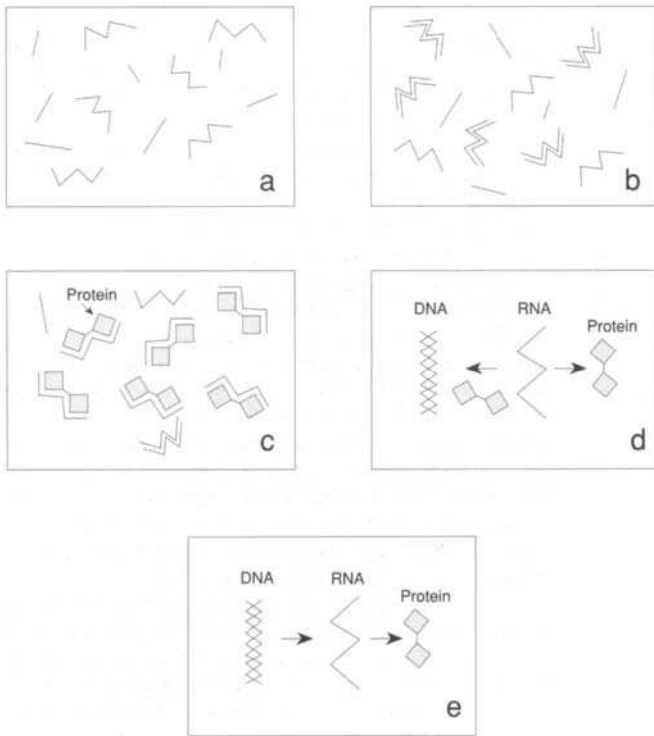 a
b
Protein
c
DNA
RNA
Protein
d
DNA
RNA
Protein
e